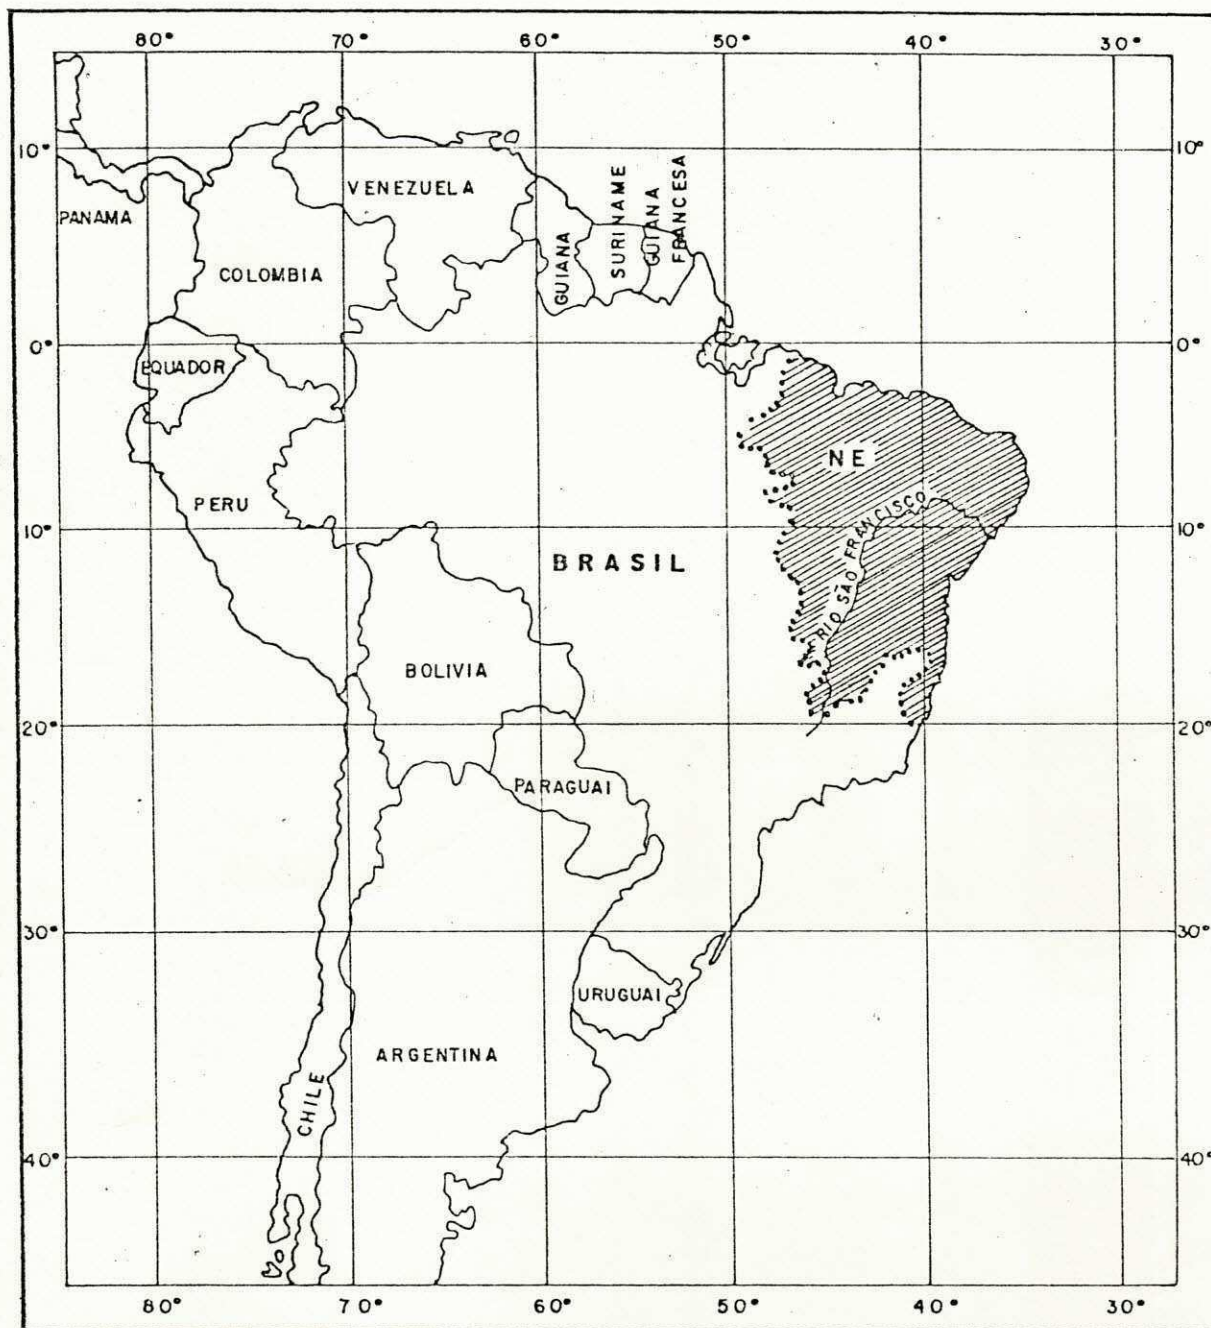 80° 70° 60° 50° 40° 30°
10° 10°
VENEZUELA
PANAMA
COLOMBIA
GUIANA
SURINAME
GUIANA
FRANCESA
0° 0°
EQUADOR
NE
PERU
RIO SÃO FRANCISCO
10° 10°
BRASIL
BOLIVIA
20° 20°
PARAGUAI
30° 30°
URUGUAI
ARGENTINA
CHILE
40° 40°
80° 70° 60° 50° 40° 30°